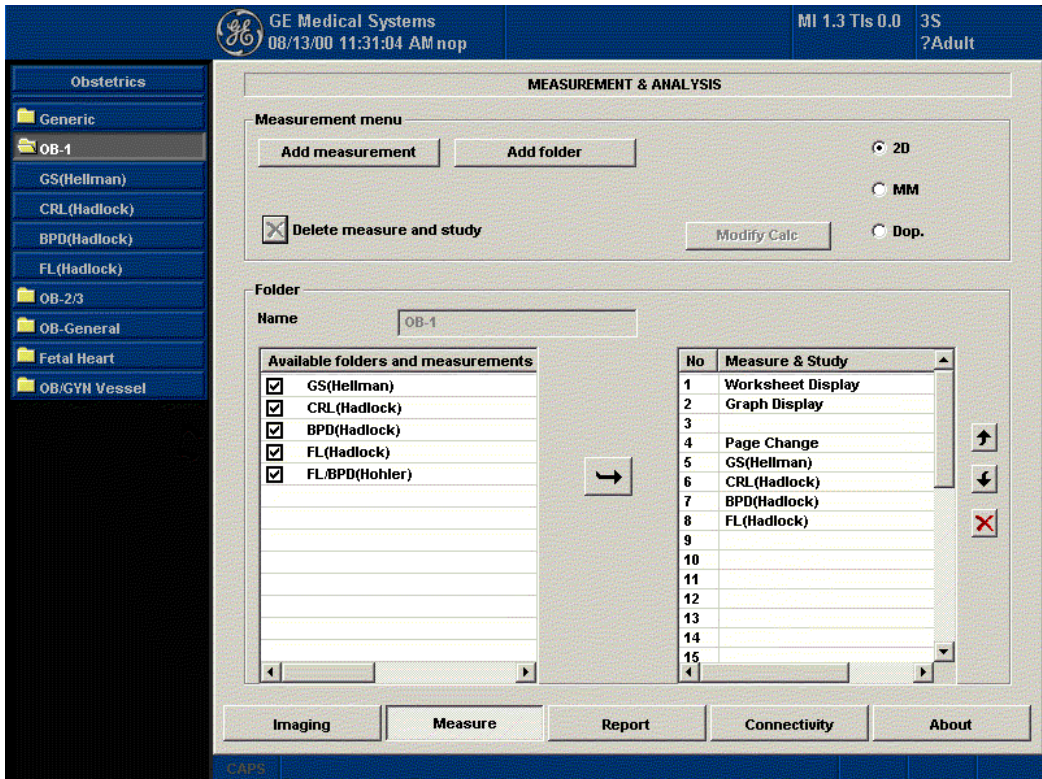 GE Medical Systems
08/13/00 11:31:04 AM nop
MI 1.3 TIs 0.0
3S
?Adult
Obstetrics
Generic
OB-1
GS(Hellman)
CRL(Hadlock)
BPD(Hadlock)
FL(Hadlock)
OB-2/3
OB-General
Fetal Heart
OB/GYN Vessel
MEASUREMENT & ANALYSIS
Measurement menu
Add measurement
Add folder
2D
MM
Delete measure and study
Modify Calc
Dop.
Folder
Name
OB-1
Available folders and measurements
GS(Hellman)
CRL(Hadlock)
BPD(Hadlock)
FL(Hadlock)
FL/BPD(Hohler)
No Measure & Study
1 Worksheet Display
2 Graph Display
3
4 Page Change
5 GS(Hellman)
6 CRL(Hadlock)
7 BPD(Hadlock)
8 FL(Hadlock)
9
10
11
12
13
14
15
Imaging
Measure
Report
Connectivity
About
CAPS